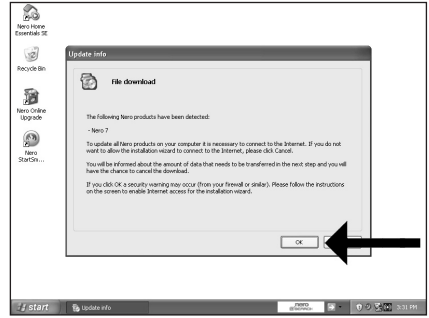 Nero Home
Essentials SE
Recycle Bin
Nero Online
Upgrade
Nero
StartSm...
Update info
File download
The following Nero products have been detected:
- Nero 7
To update all Nero products on your computer it is necessary to connect to the Internet. If you do not
want to allow the installation wizard to connect to the Internet, please click Cancel.
You will be informed about the amount of data that needs to be transferred in the next step and you will
have the chance to cancel the download.
If you click OK a security warning may occur (from your firewall or similar). Please follow the instructions
on the screen to enable Internet access for the installation wizard.
OK
start
Update info
nero
3:31 PM